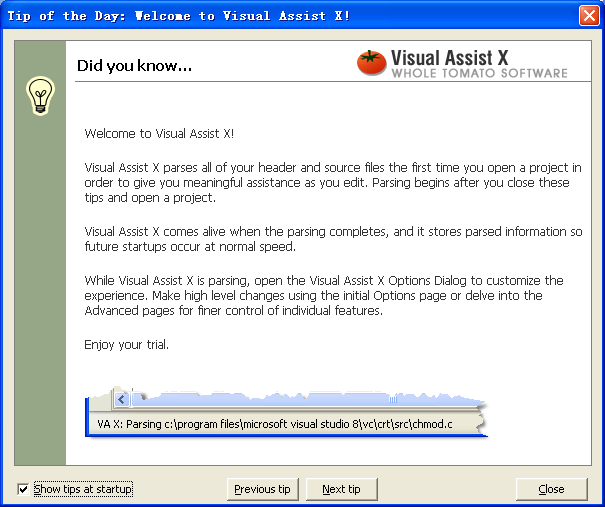 Tip of the Day: Welcome to Visual Assist X!
Did you know...
Visual Assist X
WHOLE TOMATO SOFTWARE
Welcome to Visual Assist X!
Visual Assist X parses all of your header and source files the first time you open a project in
order to give you meaningful assistance as you edit. Parsing begins after you close these
tips and open a project.
Visual Assist X comes alive when the parsing completes, and it stores parsed information so
future startups occur at normal speed.
While Visual Assist X is parsing, open the Visual Assist X Options Dialog to customize the
experience. Make high level changes using the initial Options page or delve into the
Advanced pages for finer control of individual features.
Enjoy your trial.
VA X: Parsing c:\program files\microsoft visual studio 8\vc\crt\src\chmod.c
Show tips at startup
Previous tip
Next tip
Close